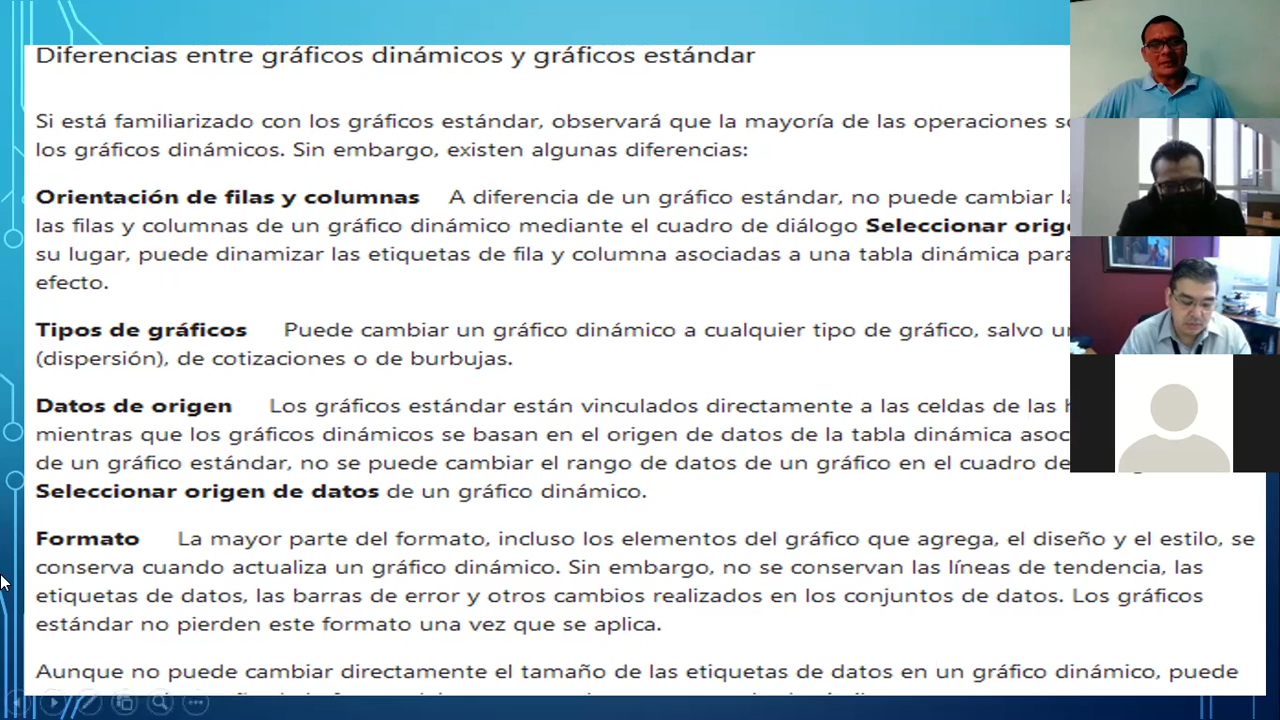 Diferencias entre gráficos dinámicos y gráficos estándar
Si está familiarizado con los gráficos estándar, observará que la mayoría de las operaciones
los gráficos dinámicos. Sin embargo, existen algunas diferencias:
Orientación de filas y columnas A diferencia de un gráfico estándar, no puede cambiar
las filas y columnas de un gráfico dinámico mediante el cuadro de diálogo Seleccionar
su lugar, puede dinamizar las etiquetas de fila y columna asociadas a una tabla dinámica para
efecto.
Tipos de gráficos Puede cambiar un gráfico dinámico a cualquier tipo de gráfico, salvo
(dispersión), de cotizaciones o de burbujas.
Datos de origen Los gráficos estándar están vinculados directamente a las celdas de las
mientras que los gráficos dinámicos se basan en el origen de datos de la tabla dinámica
de un gráfico estándar, no se puede cambiar el rango de datos de un gráfico en el cuadro de
Seleccionar origen de datos de un gráfico dinámico.
Formato La mayor parte del formato, incluso los elementos del gráfico que agrega, el diseño y el estilo, se
conserva cuando actualiza un gráfico dinámico. Sin embargo, no se conservan las líneas de tendencia, las
etiquetas de datos, las barras de error y otros cambios realizados en los conjuntos de datos. Los gráficos
estándar no pierden este formato una vez que se aplica.
Aunque no puede cambiar directamente el tamaño de las etiquetas de datos en un gráfico dinámico, puede